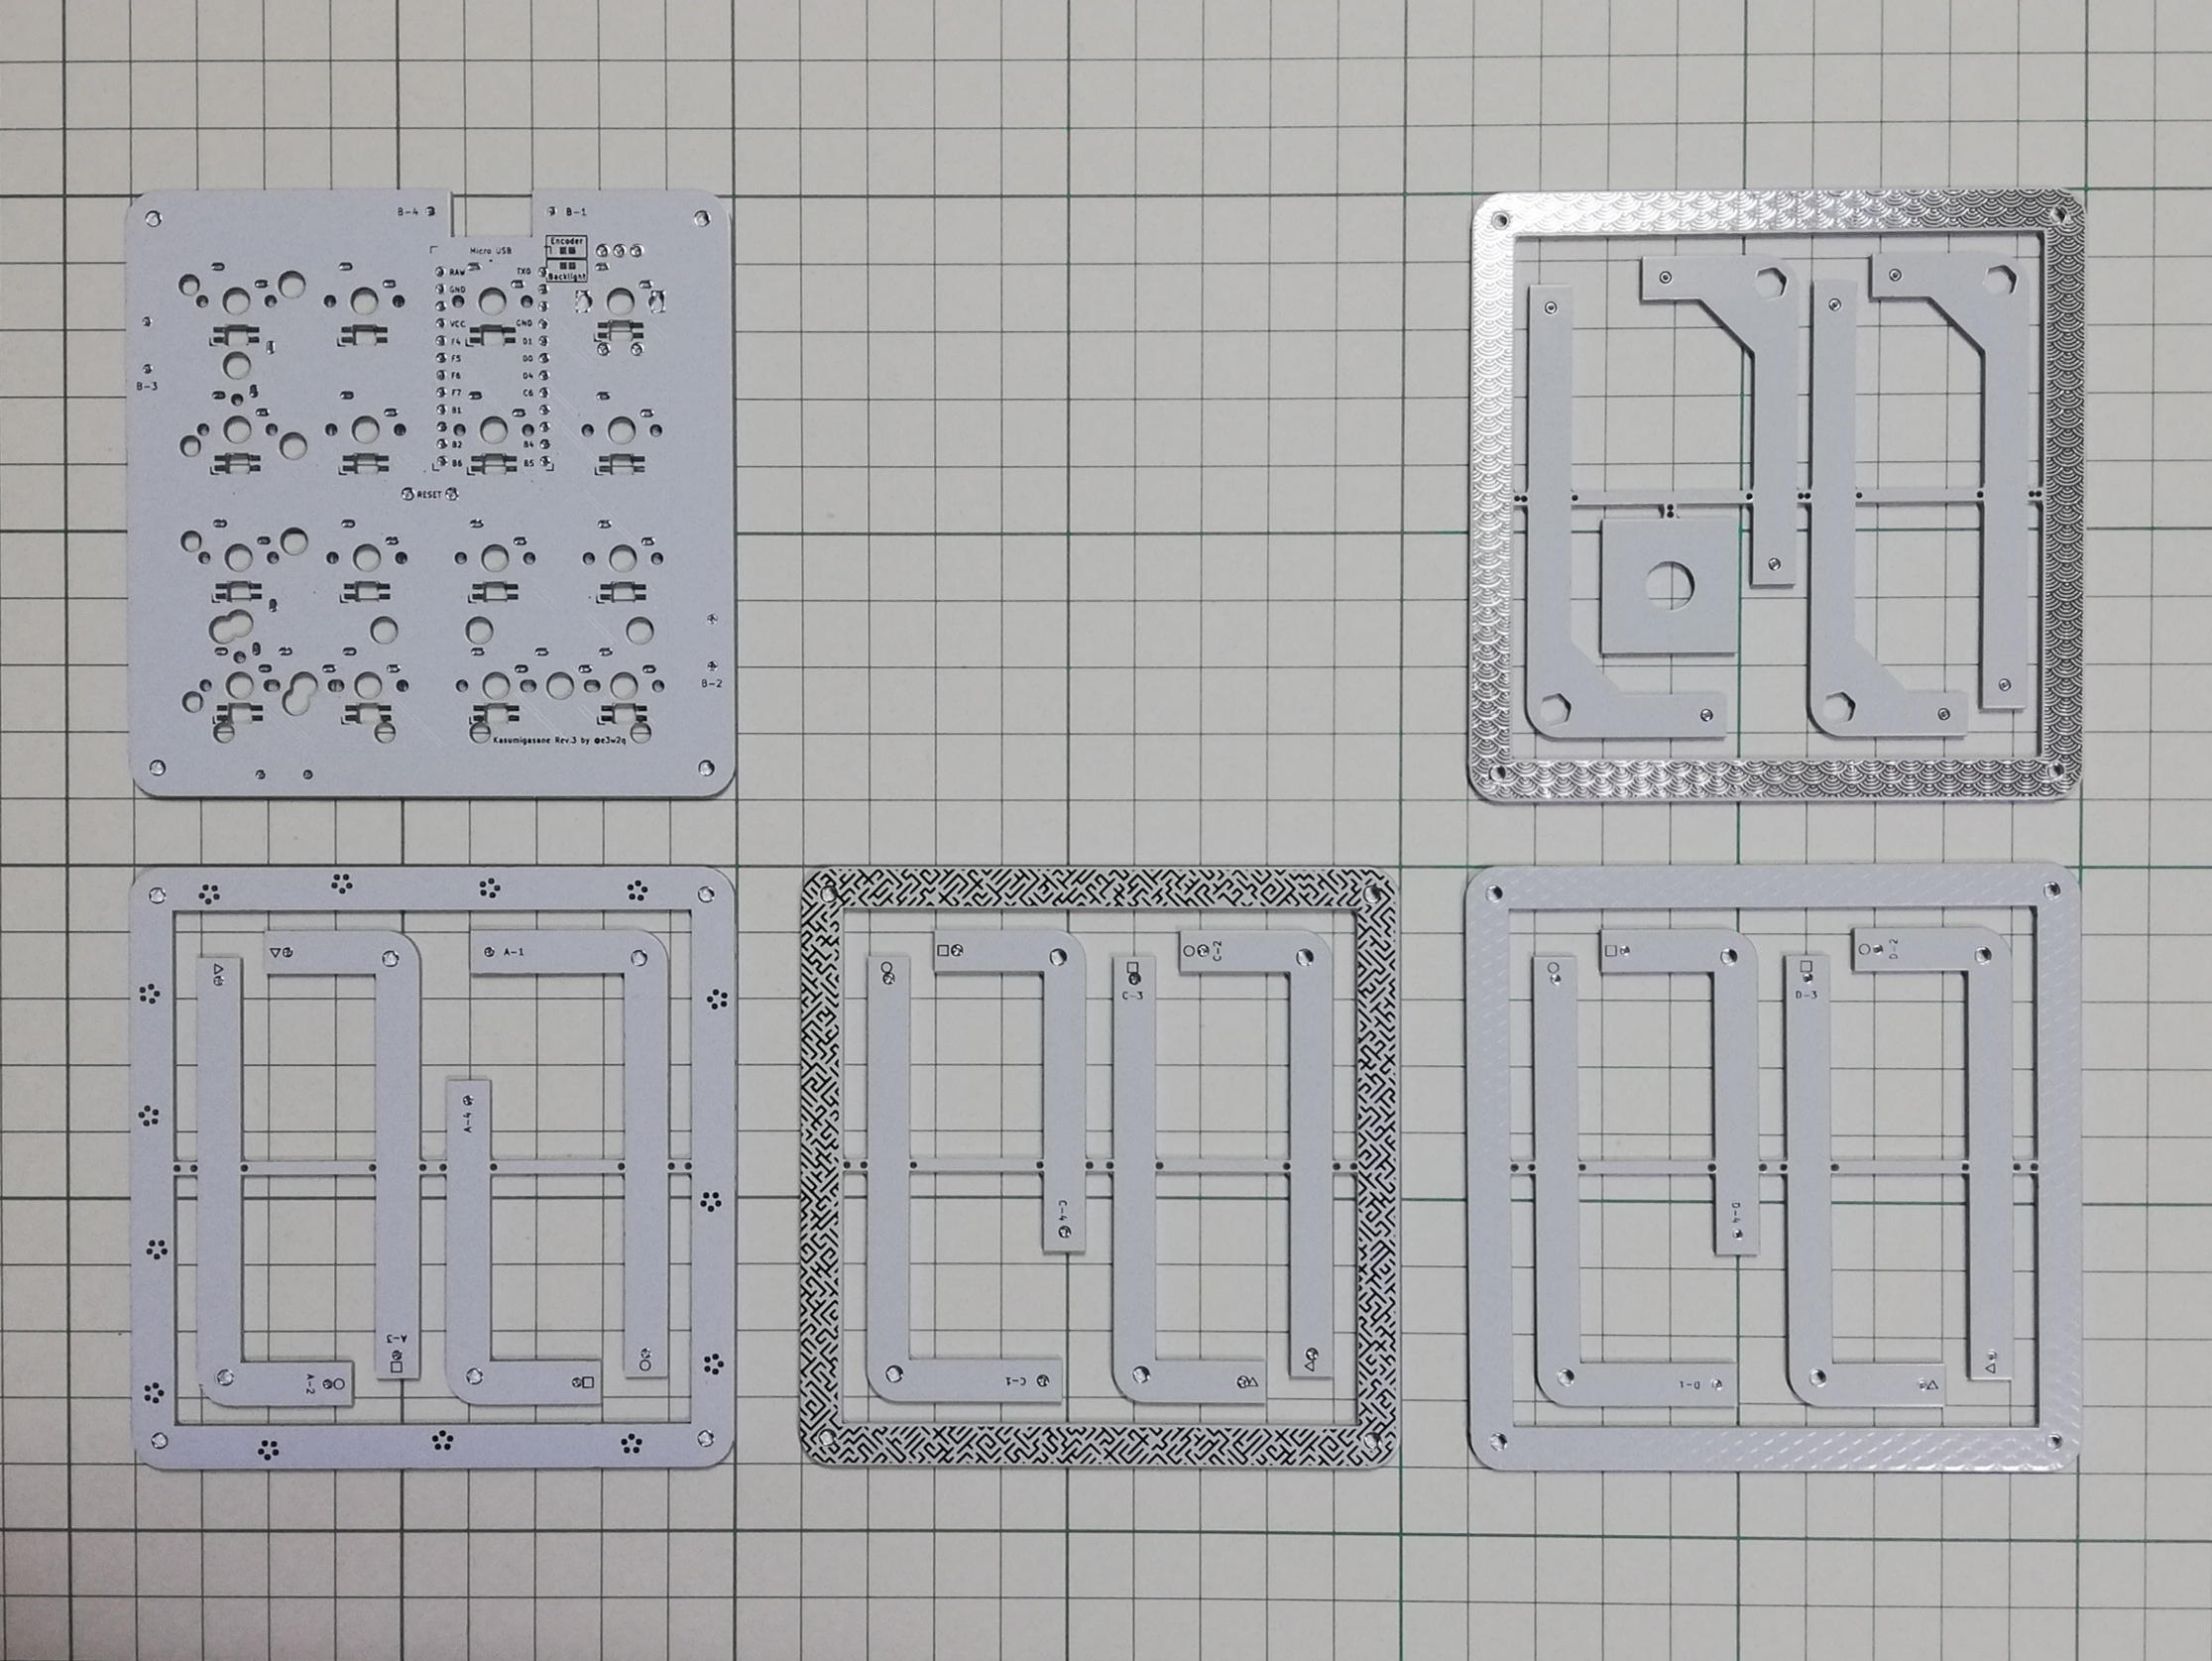 B-4
B-1
Encoder
Micro USB
Backlight
RAW
TX0
GND
VCC
GND
F4
D1
F5
D0
F6
D4
B-3
F7
C6
B1
B2
B4
B6
B5
RESET
B-2
Kasumigasane Rev.3 by @e3w2q
A-1
A-4
A-3
A-2
C-2
C-3
C-4
C-1
D-2
D-3
D-4
D-1